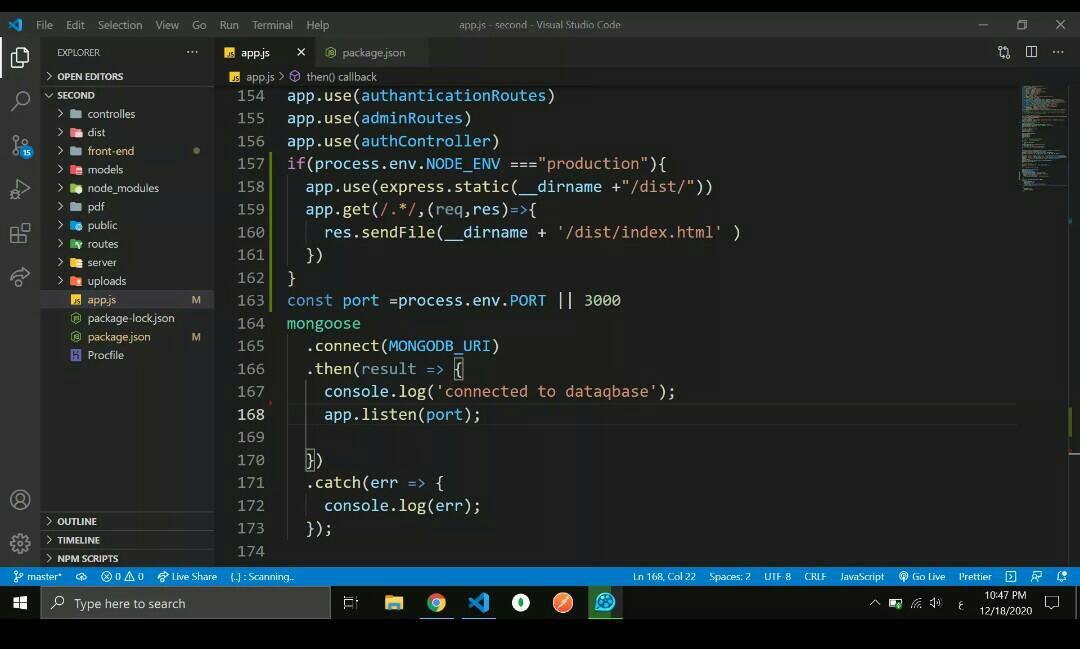 File Edit Selection View Go Run Terminal Help app.js - second - Visual Studio Code
EXPLORER
OPEN EDITORS
SECOND
controlles
dist
front-end
models
node_modules
pdf
public
routes
server
uploads
app.js M
package-lock.json
package.json M
Procfile
OUTLINE
TIMELINE
NPM SCRIPTS
15
app.js package.json
app.js > then() callback
154 app.use(authanticationRoutes)
155 app.use(adminRoutes)
156 app.use(authController)
157 if(process.env.NODE_ENV ==="production"){
158 app.use(express.static(__dirname +"/dist/"))
159 app.get(/.*/,(req,res)=>{
160 res.sendFile(__dirname + '/dist/index.html' )
161 })
162 }
163 const port =process.env.PORT || 3000
164 mongoose
165 .connect(MONGODB_URI)
166 .then(result => {
167 console.log('connected to dataqbase');
168 app.listen(port);
169
170 })
171 .catch(err => {
172 console.log(err);
173 });
174
master* 0 0 Live Share {..} : Scanning.. Ln 168, Col 22 Spaces: 2 UTF 8 CRLF JavaScript Go Live Prettier
Type here to search ع 10:47 PM
12/18/2020